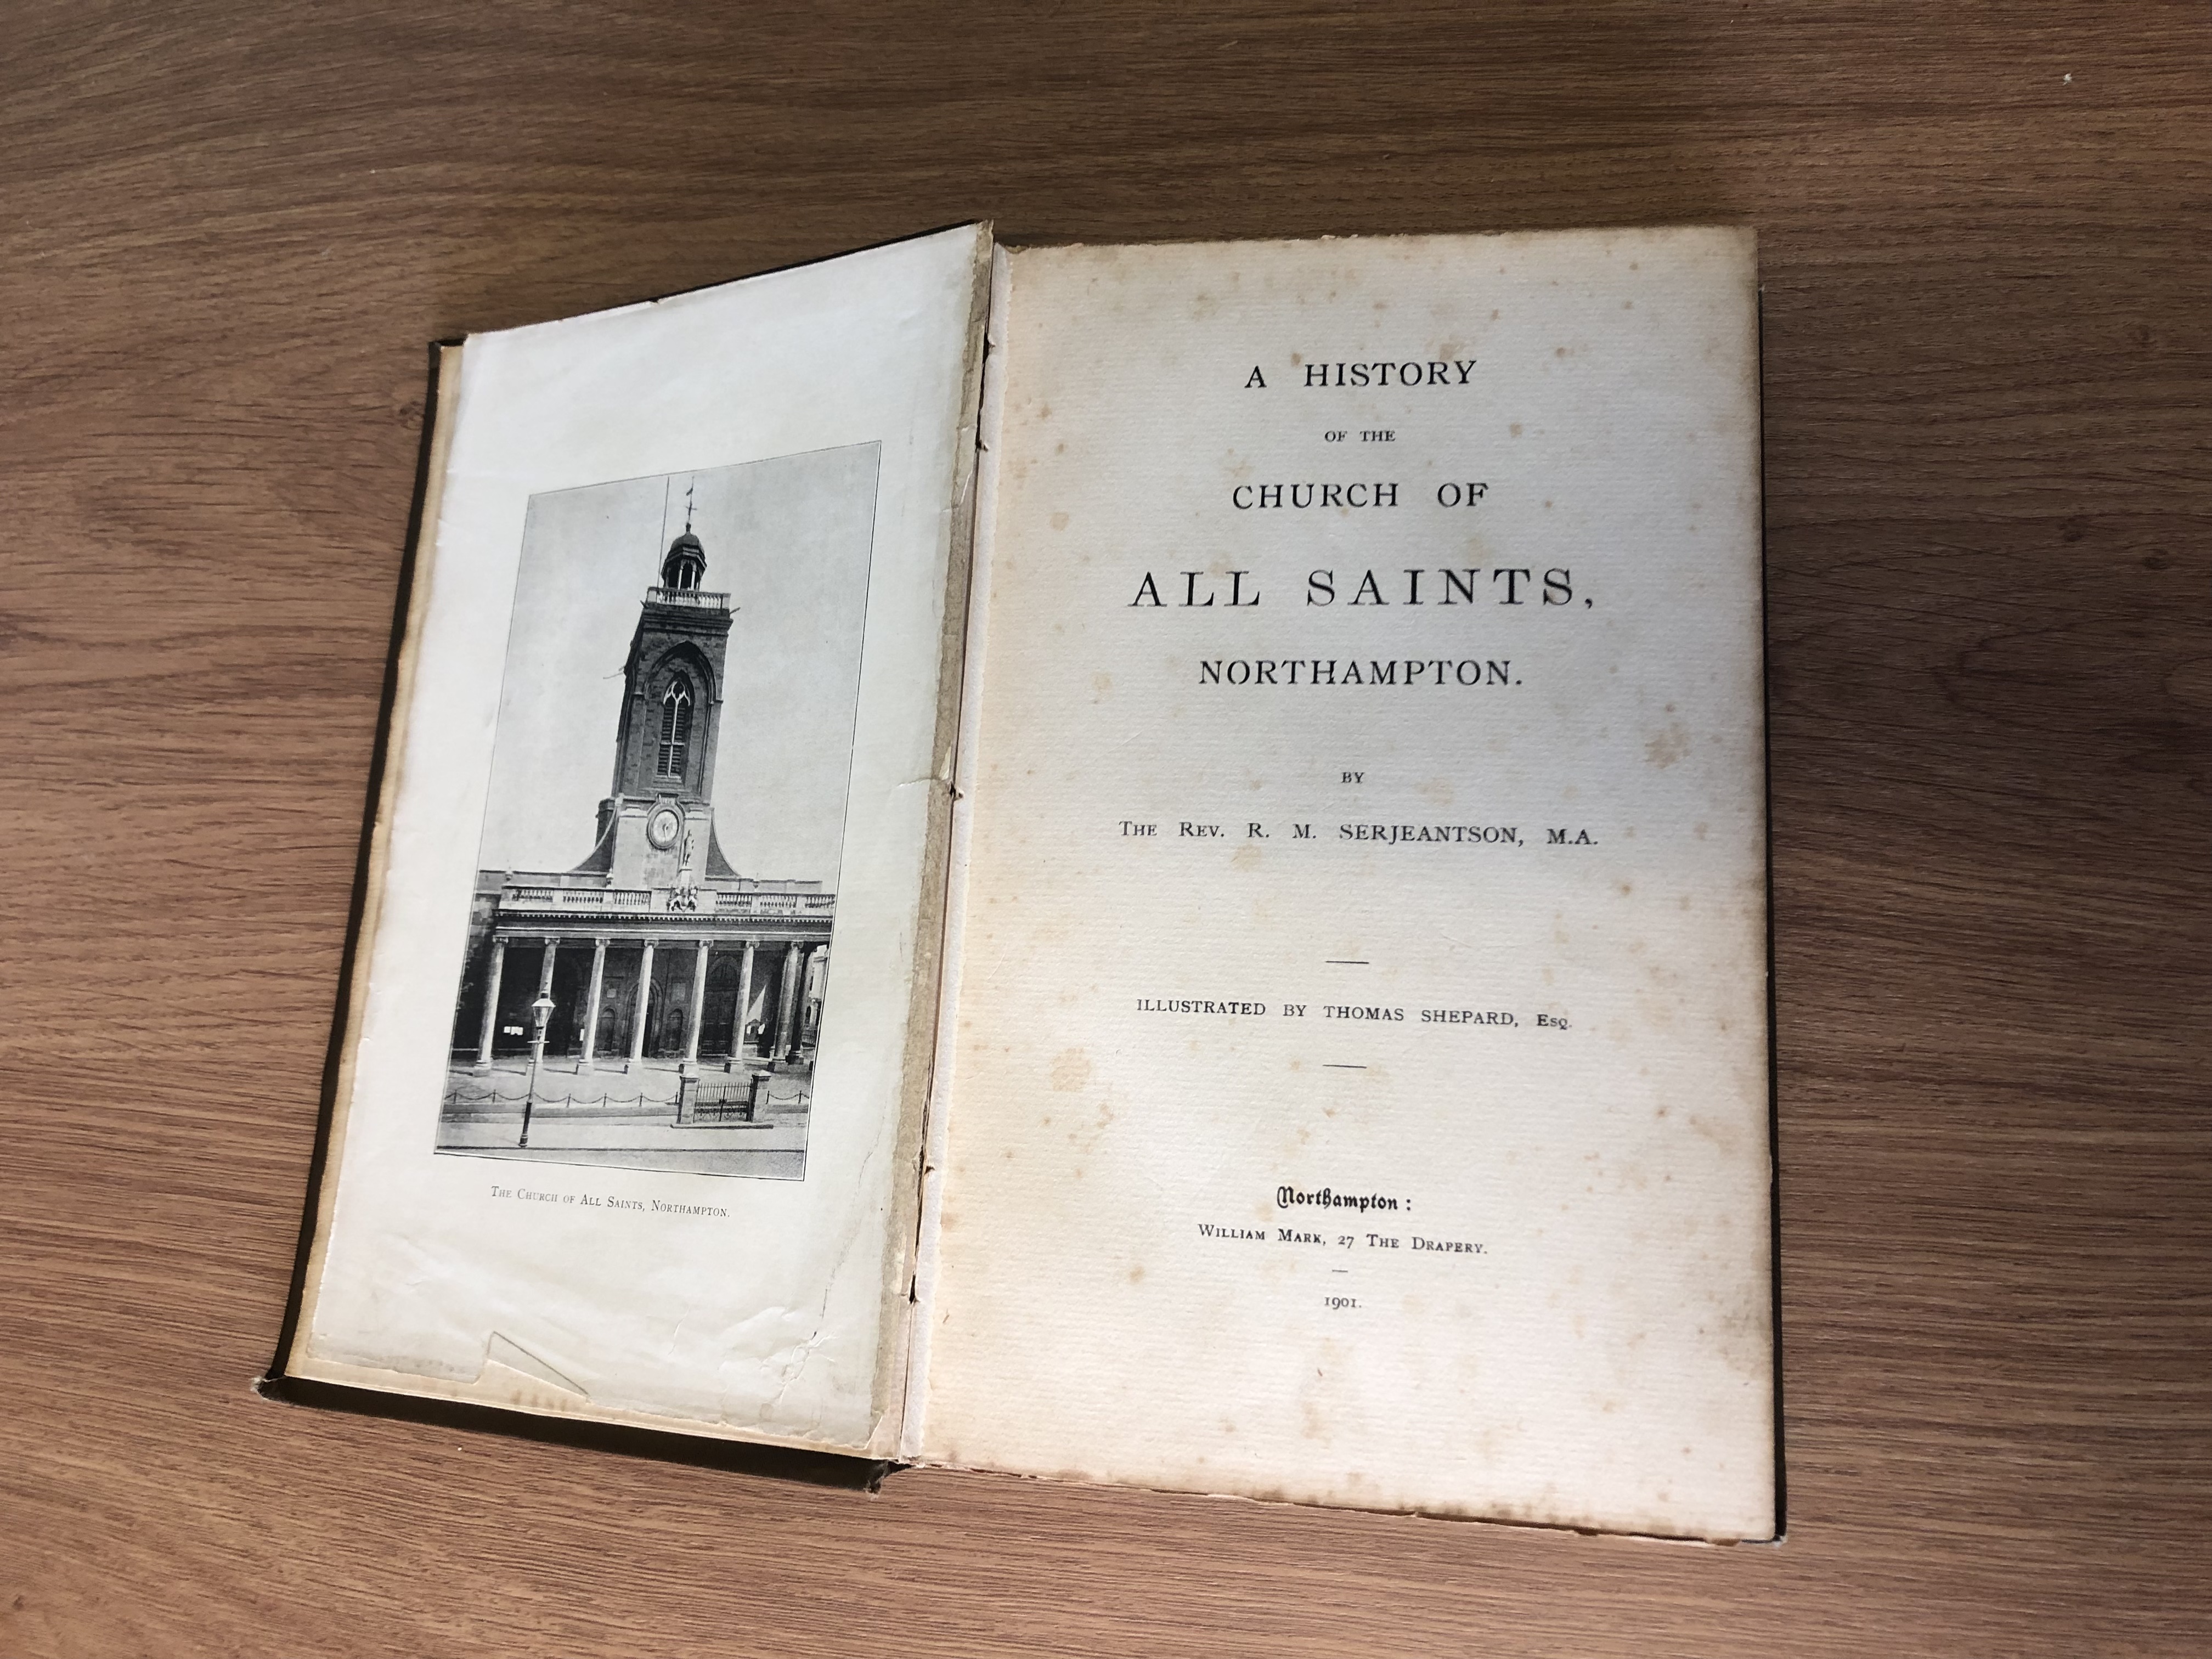 The Church of All Saints, Northampton.
A HISTORY
OF THE
CHURCH OF
ALL SAINTS,
NORTHAMPTON.
BY
The Rev. R. M. SERJEANTSON, M.A.
ILLUSTRATED BY THOMAS SHEPARD, Esq.
Northampton:
William Mark, 27 The Drapery.
1901.